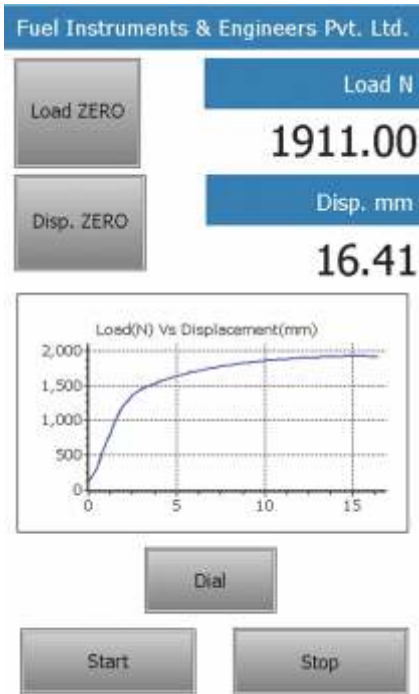 Fuel Instruments & Engineers Pvt. Ltd.
Load ZERO
Load N
1911.00
Disp. ZERO
Disp. mm
16.41
Load(N) Vs Displacement(mm)
2,000
1,500
1,000
500
0
0 5 10 15
Dial
Start Stop